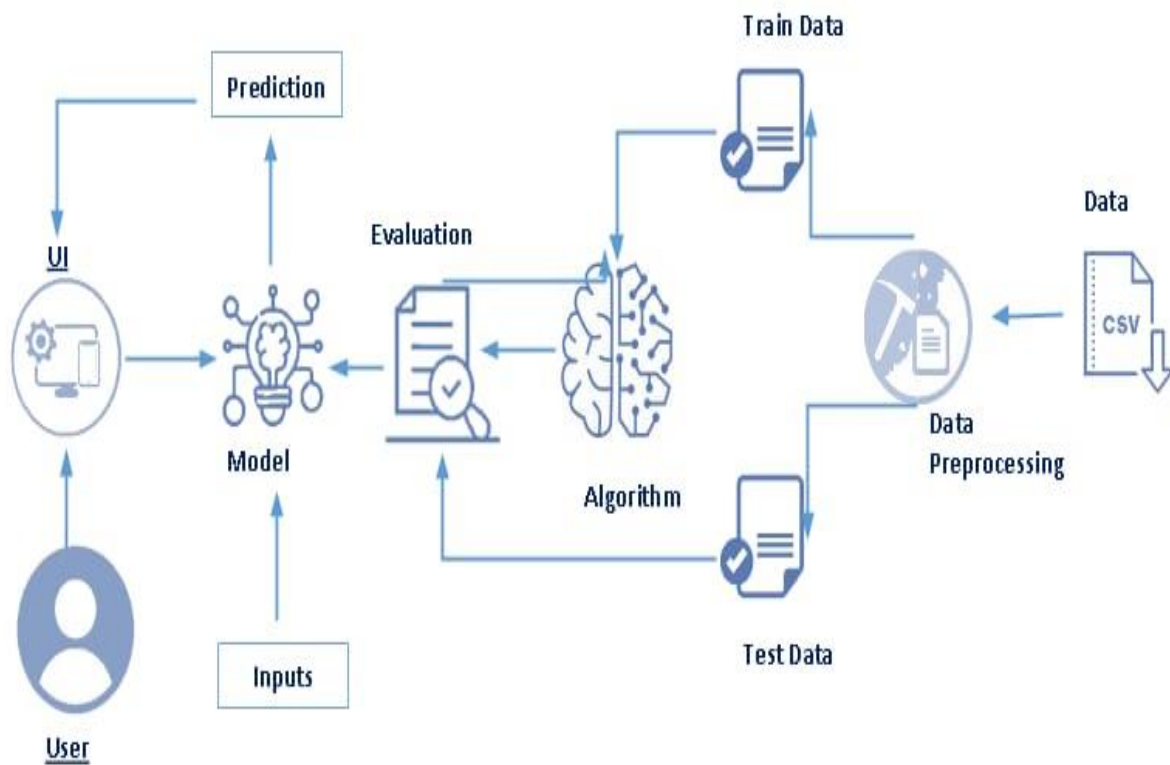 Train Data
Prediction
Data
Evaluation
UI
CSV
Data
Preprocessing
Model
Algorithm
Test Data
Inputs
User